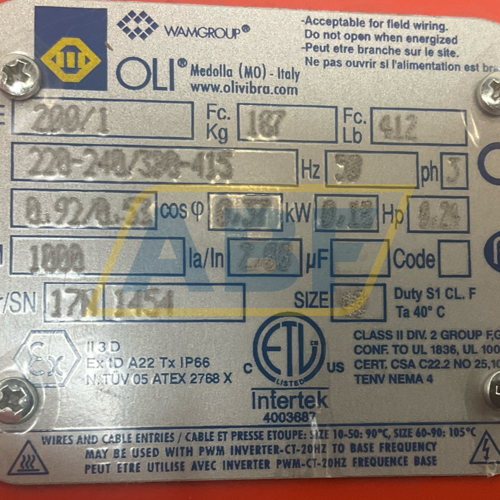 WAMGROUP®
-Acceptable for field wiring.
Do not open when energized
-Peut etre branche sur le site.
Ne pas ouvrir si l'alimentation est bra
OLI® Medolla (MO) - Italy
www.olivibra.com
E 200/1 Fc. Kg 187 Fc. Lb 412
220-240/380-415 Hz 50 ph 3
cosφ kW Hp
1000 Ia/In µF Code
/SN 17N 1454 SIZE Duty S1 CL. F
Ta 40° C
II 3 D
Ex tD A22 Tx IP66
N.TÜV 05 ATEX 2768 X
Ex
ABF
C ETL US
LISTED
Intertek
4003687
CLASS II DIV. 2 GROUP F,G
CONF. TO UL 1836, UL 100
CERT. CSA C22.2 NO 25,10
TENV NEMA 4
WIRES AND CABLE ENTRIES / CABLE ET PRESSE ETOUPE: SIZE 10-50: 90°C, SIZE 60-90: 105°C
MAY BE USED WITH PWM INVERTER-CT-20HZ TO BASE FREQUENCY
PEUT ETRE UTILISE AVEC INVERTER PWM-CT-20HZ FREQUENCE BASE